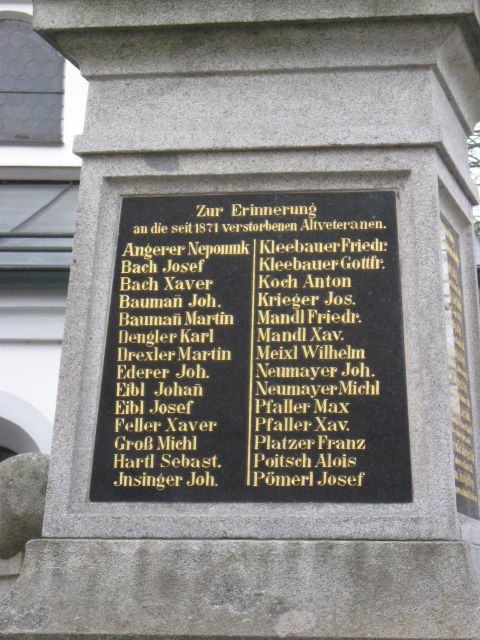 Zur Erinnerung
an die seit 1871 verstorbenen Altveteranen.
Angerer Nepomuk
Bach Josef
Bach Xaver
Baumañ Joh.
Baumañ Martin
Dengler Karl
Drexler Martin
Ederer Joh.
Eibl Johañ
Eibl Josef
Feller Xaver
Groß Michl
Hartl Sebast.
Jnsinger Joh.
Kleebauer Friedr.
Kleebauer Gottfr.
Koch Anton
Krieger Jos.
Mandl Friedr.
Mandl Xav.
Meixl Wilhelm
Neumayer Joh.
Neumayer Michl
Pfaller Max
Pfaller Xav.
Platzer Franz
Poitsch Alois
Pömerl Josef